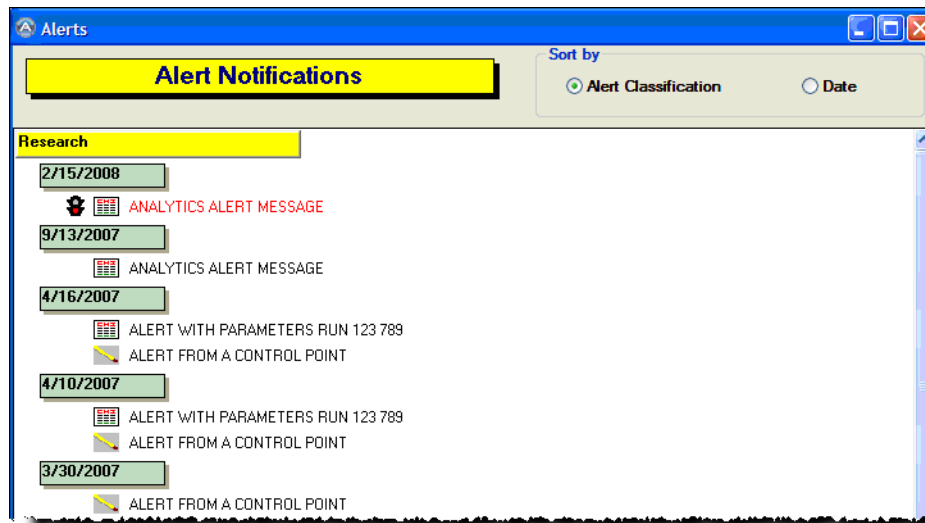 Alerts
Alert Notifications
Sort by
Alert Classification
Date
Research
2/15/2008
ANALYTICS ALERT MESSAGE
9/13/2007
ANALYTICS ALERT MESSAGE
4/16/2007
ALERT WITH PARAMETERS RUN 123 789
ALERT FROM A CONTROL POINT
4/10/2007
ALERT WITH PARAMETERS RUN 123 789
ALERT FROM A CONTROL POINT
3/30/2007
ALERT FROM A CONTROL POINT